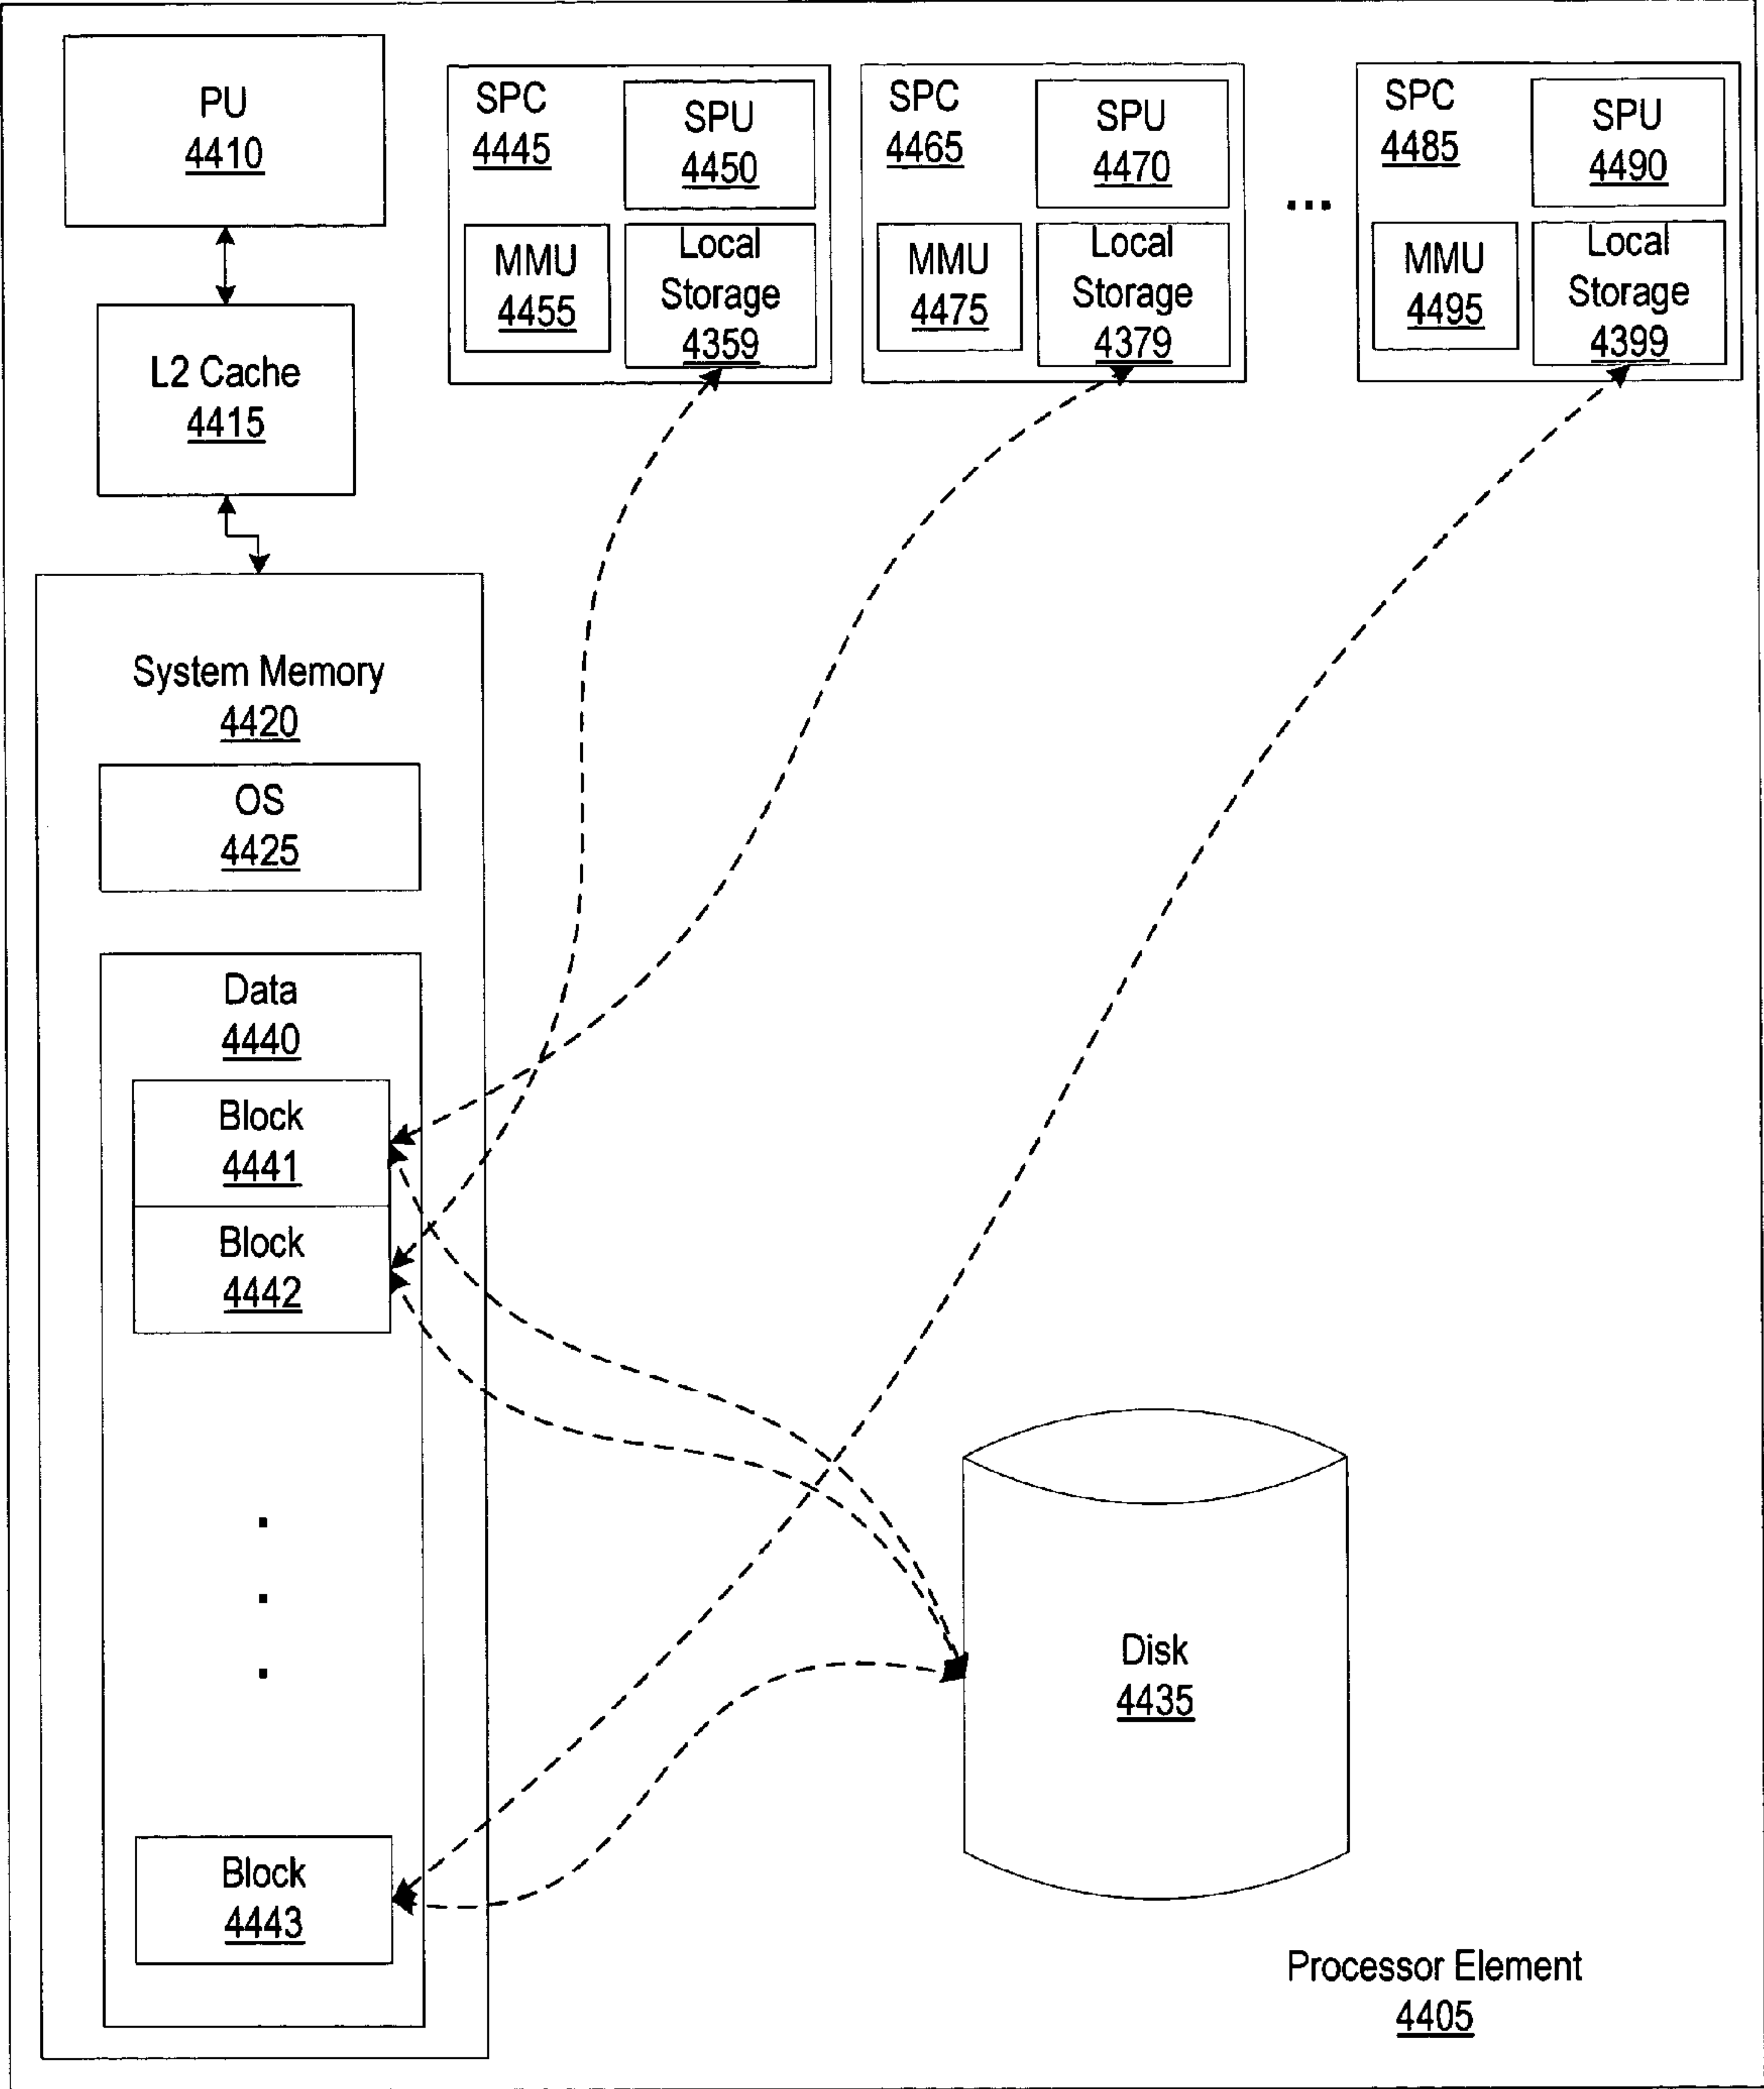 PU
4410
L2 Cache
4415
SPC
4445
SPU
4450
MMU
4455
Local
Storage
4359
SPC
4465
SPU
4470
MMU
4475
Local
Storage
4379
...
SPC
4485
SPU
4490
MMU
4495
Local
Storage
4399
System Memory
4420
OS
4425
Data
4440
Block
4441
Block
4442
Block
4443
Disk
4435
Processor Element
4405